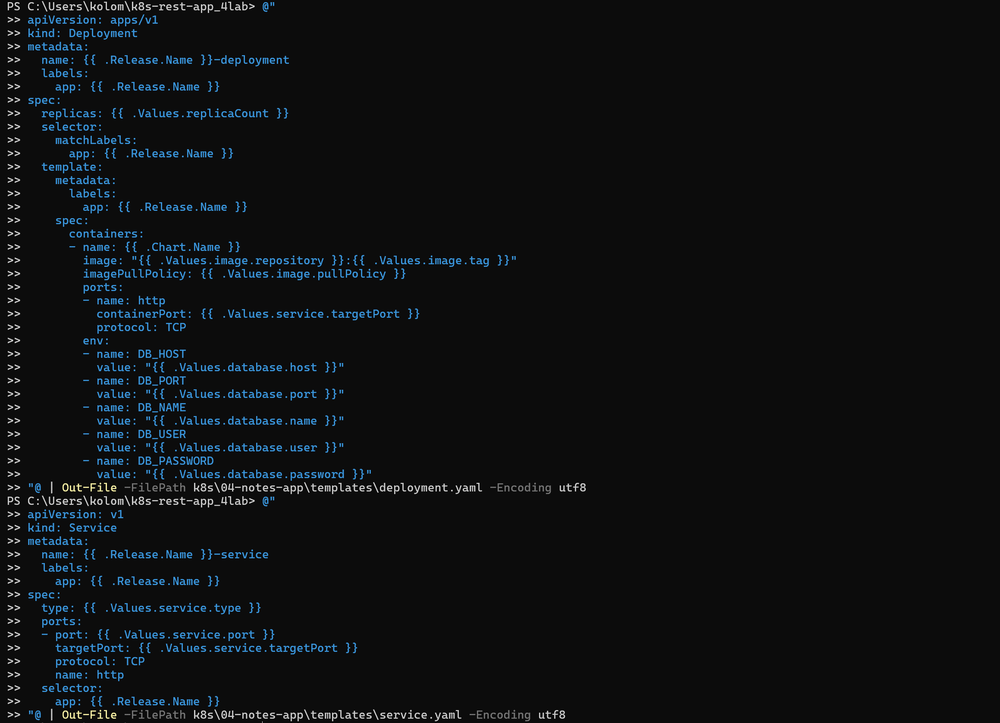 PS C:\Users\kolom\k8s-rest-app_4lab> @"
>> apiVersion: apps/v1
>> kind: Deployment
>> metadata:
>>   name: {{ .Release.Name }}-deployment
>>   labels:
>>     app: {{ .Release.Name }}
>> spec:
>>   replicas: {{ .Values.replicaCount }}
>>   selector:
>>     matchLabels:
>>       app: {{ .Release.Name }}
>>   template:
>>     metadata:
>>       labels:
>>         app: {{ .Release.Name }}
>>     spec:
>>       containers:
>>       - name: {{ .Chart.Name }}
>>         image: "{{ .Values.image.repository }}:{{ .Values.image.tag }}"
>>         imagePullPolicy: {{ .Values.image.pullPolicy }}
>>         ports:
>>         - name: http
>>           containerPort: {{ .Values.service.targetPort }}
>>           protocol: TCP
>>         env:
>>         - name: DB_HOST
>>           value: "{{ .Values.database.host }}"
>>         - name: DB_PORT
>>           value: "{{ .Values.database.port }}"
>>         - name: DB_NAME
>>           value: "{{ .Values.database.name }}"
>>         - name: DB_USER
>>           value: "{{ .Values.database.user }}"
>>         - name: DB_PASSWORD
>>           value: "{{ .Values.database.password }}"
>> "@ | Out-File -FilePath k8s\04-notes-app\templates\deployment.yaml -Encoding utf8
PS C:\Users\kolom\k8s-rest-app_4lab> @"
>> apiVersion: v1
>> kind: Service
>> metadata:
>>   name: {{ .Release.Name }}-service
>>   labels:
>>     app: {{ .Release.Name }}
>> spec:
>>   type: {{ .Values.service.type }}
>>   ports:
>>   - port: {{ .Values.service.port }}
>>     targetPort: {{ .Values.service.targetPort }}
>>     protocol: TCP
>>     name: http
>>   selector:
>>     app: {{ .Release.Name }}
>> "@ | Out-File -FilePath k8s\04-notes-app\templates\service.yaml -Encoding utf8